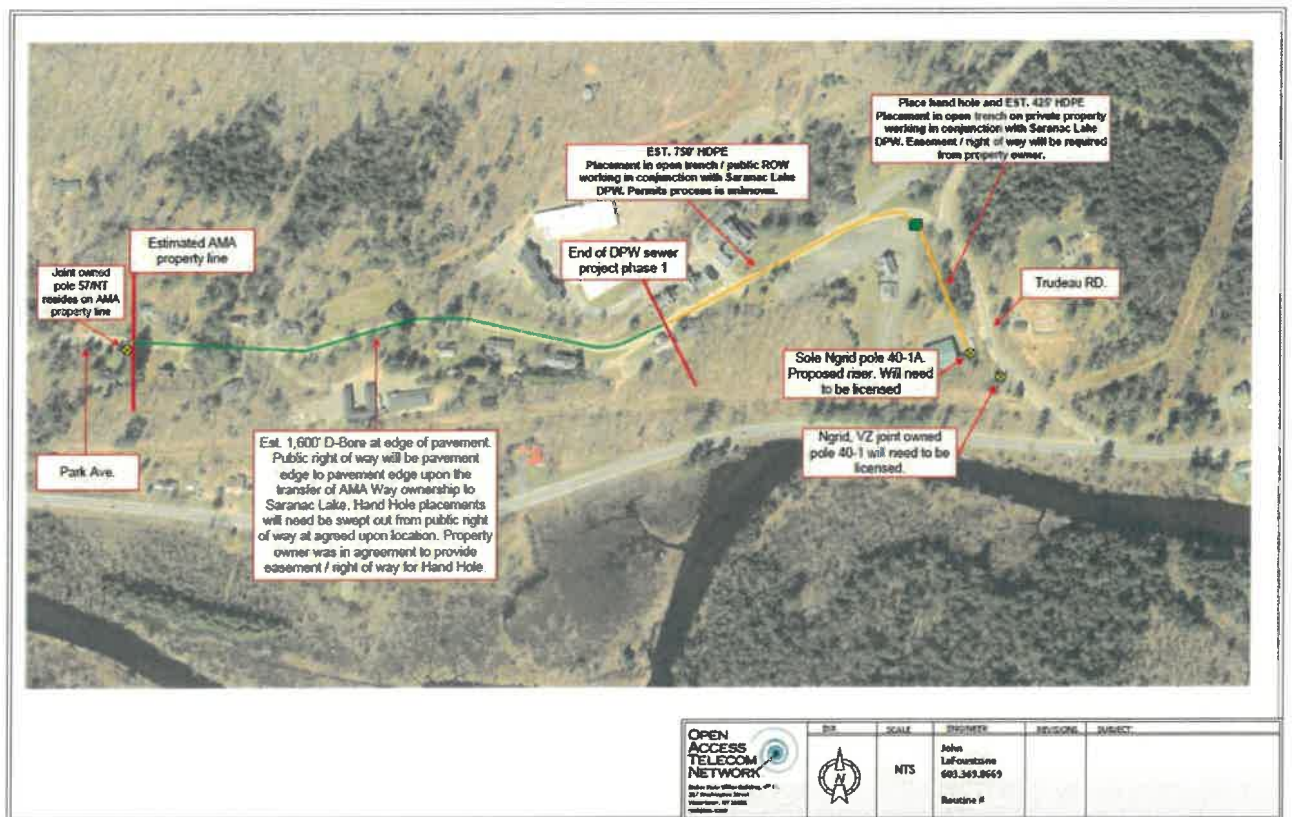 Place hand hole and EST. 425' HDPE
Placement in open trench on private property
working in conjunction with Saranac Lake
DPW. Easement / right of way will be required
from property owner.
EST. 750' HDPE
Placement in open trench / public ROW
working in conjunction with Saranac Lake
DPW. Permits process is unknown.
Estimated AMA
property line
Joint owned
pole 57/NT
resides on AMA
property line
End of DPW sewer
project phase 1
Trudeau RD.
Sole Ngrid pole 40-1A.
Proposed riser. Will need
to be licensed
Park Ave.
Est. 1,600' D-Bore at edge of pavement.
Public right of way will be pavement
edge to pavement edge upon the
transfer of AMA Way ownership to
Saranac Lake. Hand Hole placements
will need be swept out from public right
of way at agreed upon location. Property
owner was in agreement to provide
easement / right of way for Hand Hole
Ngrid, VZ joint owned
pole 40-1 will need to be
licensed.
OPEN
ACCESS
TELECOM
NETWORK
DIR
N
SCALE
NTS
ENGINEER
John
LaFountaine
603.369.8669
Routine #
REVISIONS
SUBJECT